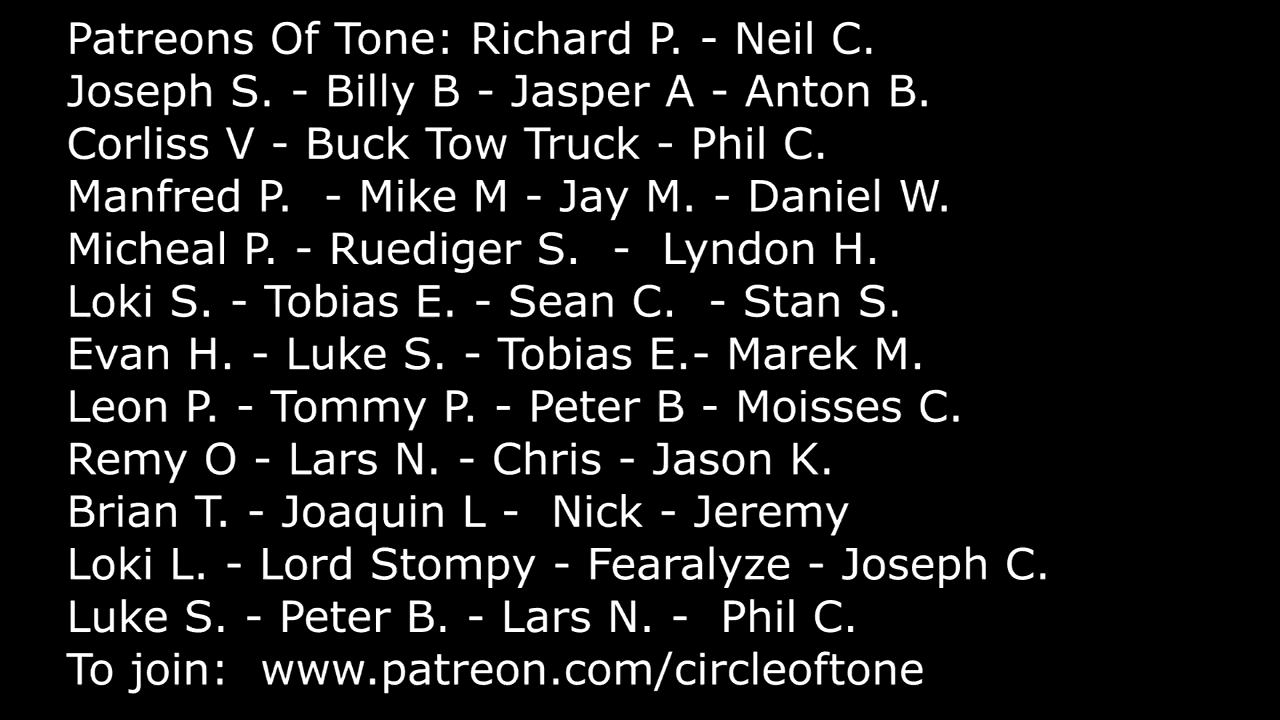 Patreons Of Tone: Richard P. - Neil C.
Joseph S. - Billy B - Jasper A - Anton B.
Corliss V - Buck Tow Truck - Phil C.
Manfred P.  - Mike M - Jay M. - Daniel W.
Micheal P. - Ruediger S.  -  Lyndon H.
Loki S. - Tobias E. - Sean C.  - Stan S.
Evan H. - Luke S. - Tobias E.- Marek M.
Leon P. - Tommy P. - Peter B - Moisses C.
Remy O - Lars N. - Chris - Jason K.
Brian T. - Joaquin L -  Nick - Jeremy
Loki L. - Lord Stompy - Fearalyze - Joseph C.
Luke S. - Peter B. - Lars N. -  Phil C.
To join:  www.patreon.com/circleoftone